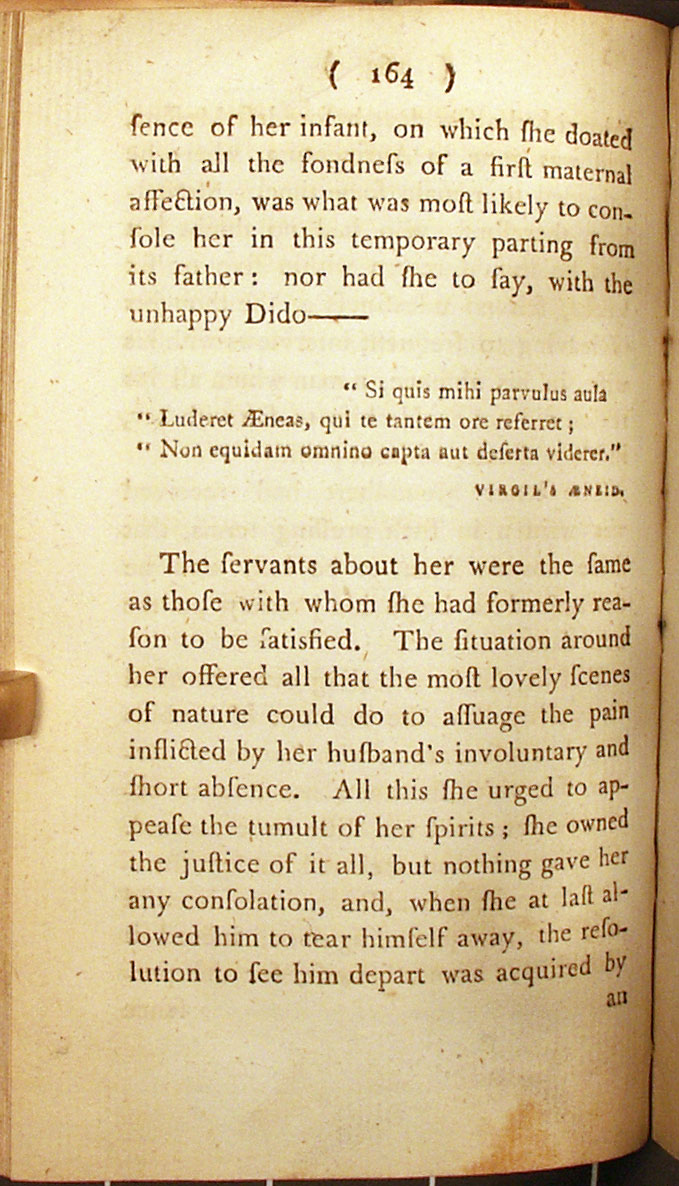 ( 164 )
ſence of her infant, on which ſhe doated
with all the fondneſs of a firſt maternal
affection, was what was moſt likely to con-
ſole her in this temporary parting from
its father: nor had ſhe to ſay, with the
unhappy Dido——
“ Si quis mihi parvulus aula
“ Luderet Æneas, qui te tantem ore referret;
“ Non equidam omnino capta aut deſerta viderer."
VIRGIL's ÆNEID.
The ſervants about her were the ſame
as thoſe with whom ſhe had formerly rea-
ſon to be ſatisfied. The ſituation around
her offered all that the moſt lovely ſcenes
of nature could do to aſſuage the pain
inflicted by her huſband's involuntary and
ſhort abſence. All this ſhe urged to ap-
peaſe the tumult of her ſpirits; ſhe owned
the juſtice of it all, but nothing gave her
any conſolation, and, when ſhe at laſt al-
lowed him to tear himſelf away, the reſo-
lution to ſee him depart was acquired by
an